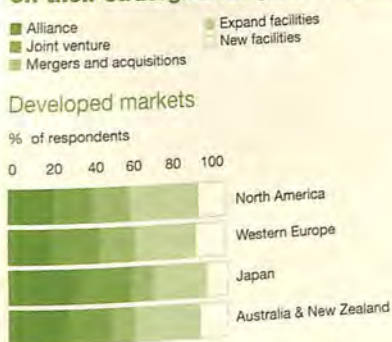 Alliance
Joint venture
Mergers and acquisitions
Expand facilities
New facilities
Developed markets
% of respondents
0 20 40 60 80 100
North America
Western Europe
Japan
Australia & New Zealand